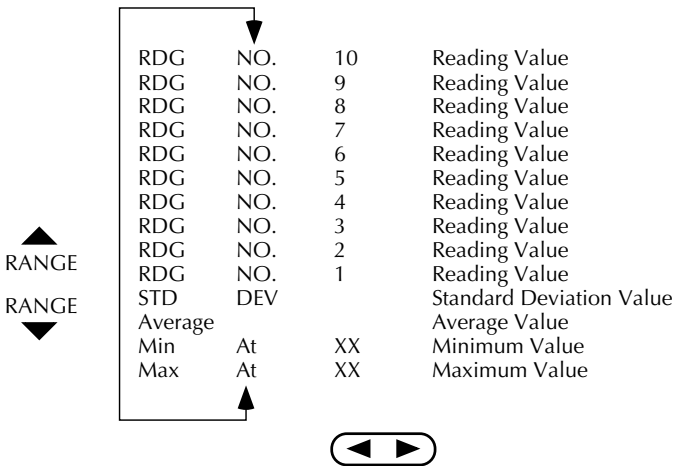 RDG NO. 10 Reading Value
RDG NO. 9 Reading Value
RDG NO. 8 Reading Value
RDG NO. 7 Reading Value
RDG NO. 6 Reading Value
RDG NO. 5 Reading Value
RDG NO. 4 Reading Value
RDG NO. 3 Reading Value
RDG NO. 2 Reading Value
RDG NO. 1 Reading Value
STD DEV Standard Deviation Value
Average Average Value
Min At XX Minimum Value
Max At XX Maximum Value
RANGE
RANGE